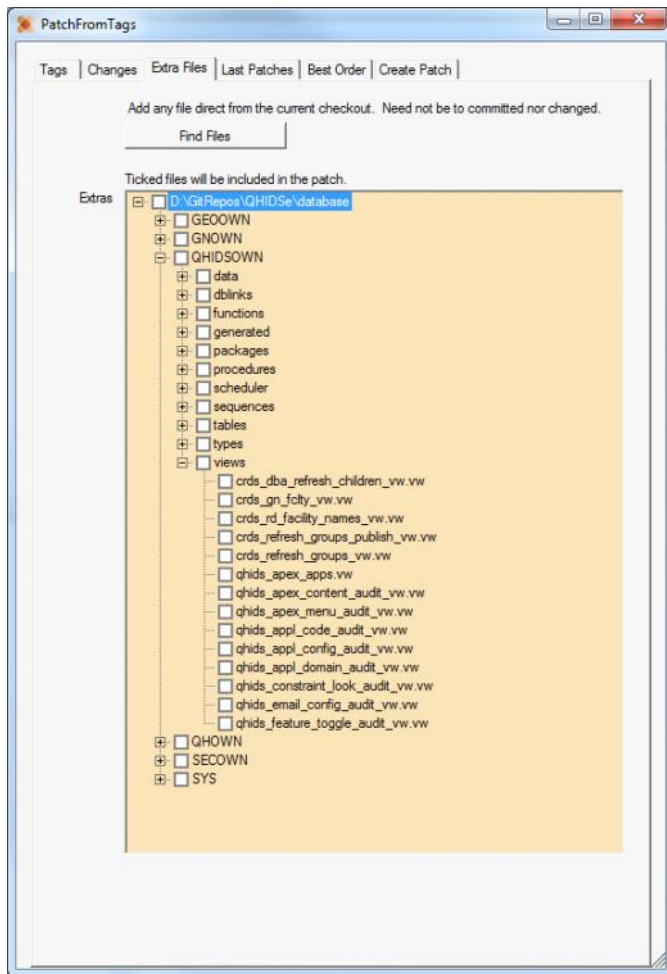 PatchFromTags
Tags Changes Extra Files Last Patches Best Order Create Patch
Add any file direct from the current checkout. Need not be to committed nor changed.
Find Files
Ticked files will be included in the patch.
Extras
D:\GitRepos\QHIDSe\database
GEOOWN
GNOWN
QHIDSOWN
data
dblinks
functions
generated
packages
procedures
scheduler
sequences
tables
types
views
crds_dba_refresh_children_vw.vw
crds_gn_fclty_vw.vw
crds_rd_facility_names_vw.vw
crds_refresh_groups_publish_vw.vw
crds_refresh_groups_vw.vw
qhids_apex_apps.vw
qhids_apex_content_audit_vw.vw
qhids_apex_menu_audit_vw.vw
qhids_appl_code_audit_vw.vw
qhids_appl_config_audit_vw.vw
qhids_appl_domain_audit_vw.vw
qhids_constraint_look_audit_vw.vw
qhids_email_config_audit_vw.vw
qhids_feature_toggle_audit_vw.vw
QHOWN
SECOWN
SYS